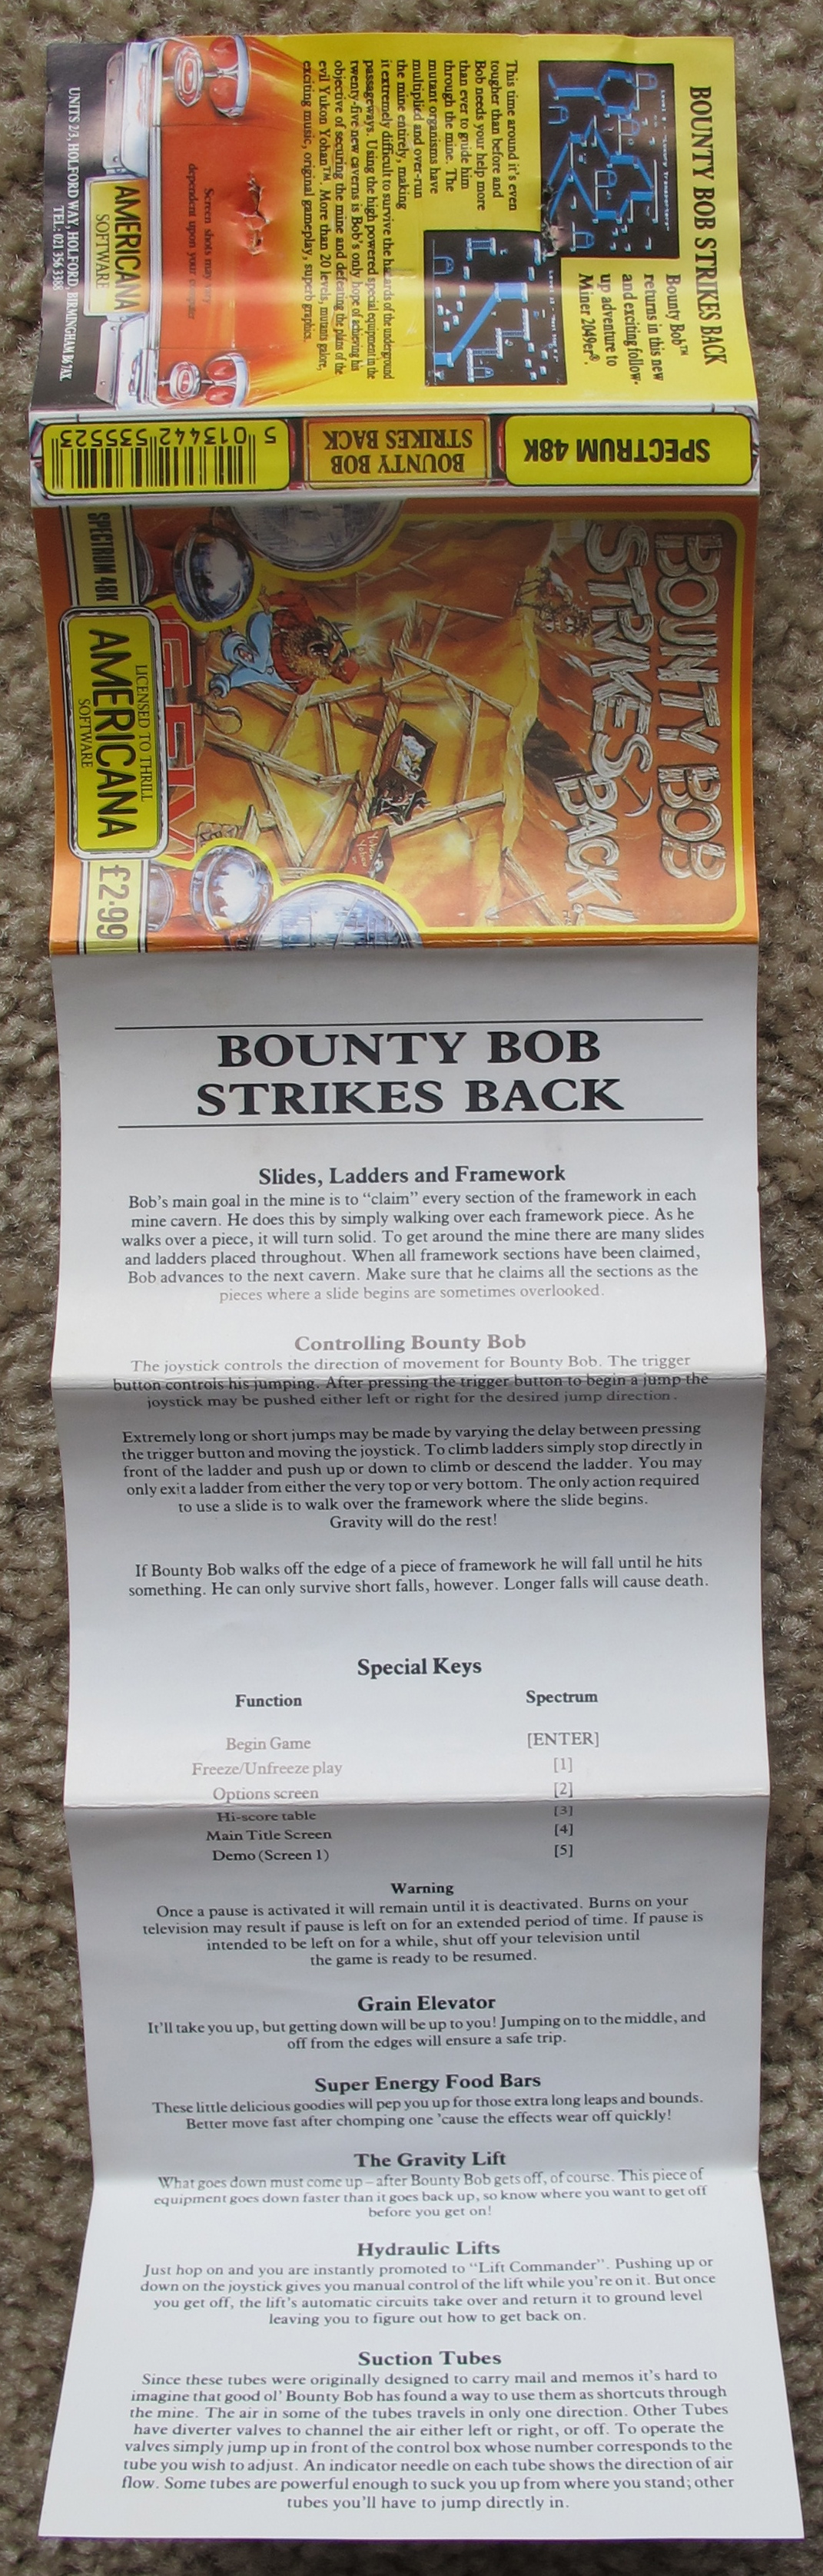 BOUNTY BOB STRIKES BACK
Bounty Bob™
returns in this new
and exciting follow-
up adventure to
Miner 2049er®.
This time around it's even
tougher than before and
Bob needs your help more
than ever to guide him
through the mine. The
mutant organisms have
multiplied and over-run
the mine entirely, making
it extremely difficult to survive the hazards of the underground
passageways. Using the high powered special equipment in the
twenty-five new caverns is Bob's only hope of achieving his
objective of securing the mine and defeating the plans of the
evil Yukon Yohan™. More than 20 levels, mutants galore,
exciting music, original gameplay, superb graphics.
Screen shots may vary
dependent upon your computer
AMERICANA
SOFTWARE
UNITS 2/3, HOLFORD WAY, HOLFORD, BIRMINGHAM B6 7AX
TEL: 021 356 3388
SPECTRUM 48K
BOUNTY BOB
STRIKES BACK
5 013442 535523
BOUNTY BOB
STRIKES
BACK!
Yukon
Yohan
SPECTRUM 48K
LICENSED TO THRILL
AMERICANA
SOFTWARE
£2·99
BOUNTY BOB
STRIKES BACK
Slides, Ladders and Framework
Bob's main goal in the mine is to “claim” every section of the framework in each
mine cavern. He does this by simply walking over each framework piece. As he
walks over a piece, it will turn solid. To get around the mine there are many slides
and ladders placed throughout. When all framework sections have been claimed,
Bob advances to the next cavern. Make sure that he claims all the sections as the
pieces where a slide begins are sometimes overlooked.
Controlling Bounty Bob
The joystick controls the direction of movement for Bounty Bob. The trigger
button controls his jumping. After pressing the trigger button to begin a jump the
joystick may be pushed either left or right for the desired jump direction.
Extremely long or short jumps may be made by varying the delay between pressing
the trigger button and moving the joystick. To climb ladders simply stop directly in
front of the ladder and push up or down to climb or descend the ladder. You may
only exit a ladder from either the very top or very bottom. The only action required
to use a slide is to walk over the framework where the slide begins.
Gravity will do the rest!
If Bounty Bob walks off the edge of a piece of framework he will fall until he hits
something. He can only survive short falls, however. Longer falls will cause death.
Special Keys
Function Spectrum
Begin Game [ENTER]
Freeze/Unfreeze play [1]
Options screen [2]
Hi-score table [3]
Main Title Screen [4]
Demo (Screen 1) [5]
Warning
Once a pause is activated it will remain until it is deactivated. Burns on your
television may result if pause is left on for an extended period of time. If pause is
intended to be left on for a while, shut off your television until
the game is ready to be resumed.
Grain Elevator
It'll take you up, but getting down will be up to you! Jumping on to the middle, and
off from the edges will ensure a safe trip.
Super Energy Food Bars
These little delicious goodies will pep you up for those extra long leaps and bounds.
Better move fast after chomping one 'cause the effects wear off quickly!
The Gravity Lift
What goes down must come up – after Bounty Bob gets off, of course. This piece of
equipment goes down faster than it goes back up, so know where you want to get off
before you get on!
Hydraulic Lifts
Just hop on and you are instantly promoted to “Lift Commander”. Pushing up or
down on the joystick gives you manual control of the lift while you're on it. But once
you get off, the lift's automatic circuits take over and return it to ground level
leaving you to figure out how to get back on.
Suction Tubes
Since these tubes were originally designed to carry mail and memos it's hard to
imagine that good ol' Bounty Bob has found a way to use them as shortcuts through
the mine. The air in some of the tubes travels in only one direction. Other Tubes
have diverter valves to channel the air either left or right, or off. To operate the
valves simply jump up in front of the control box whose number corresponds to the
tube you wish to adjust. An indicator needle on each tube shows the direction of air
flow. Some tubes are powerful enough to suck you up from where you stand; other
tubes you'll have to jump directly in.